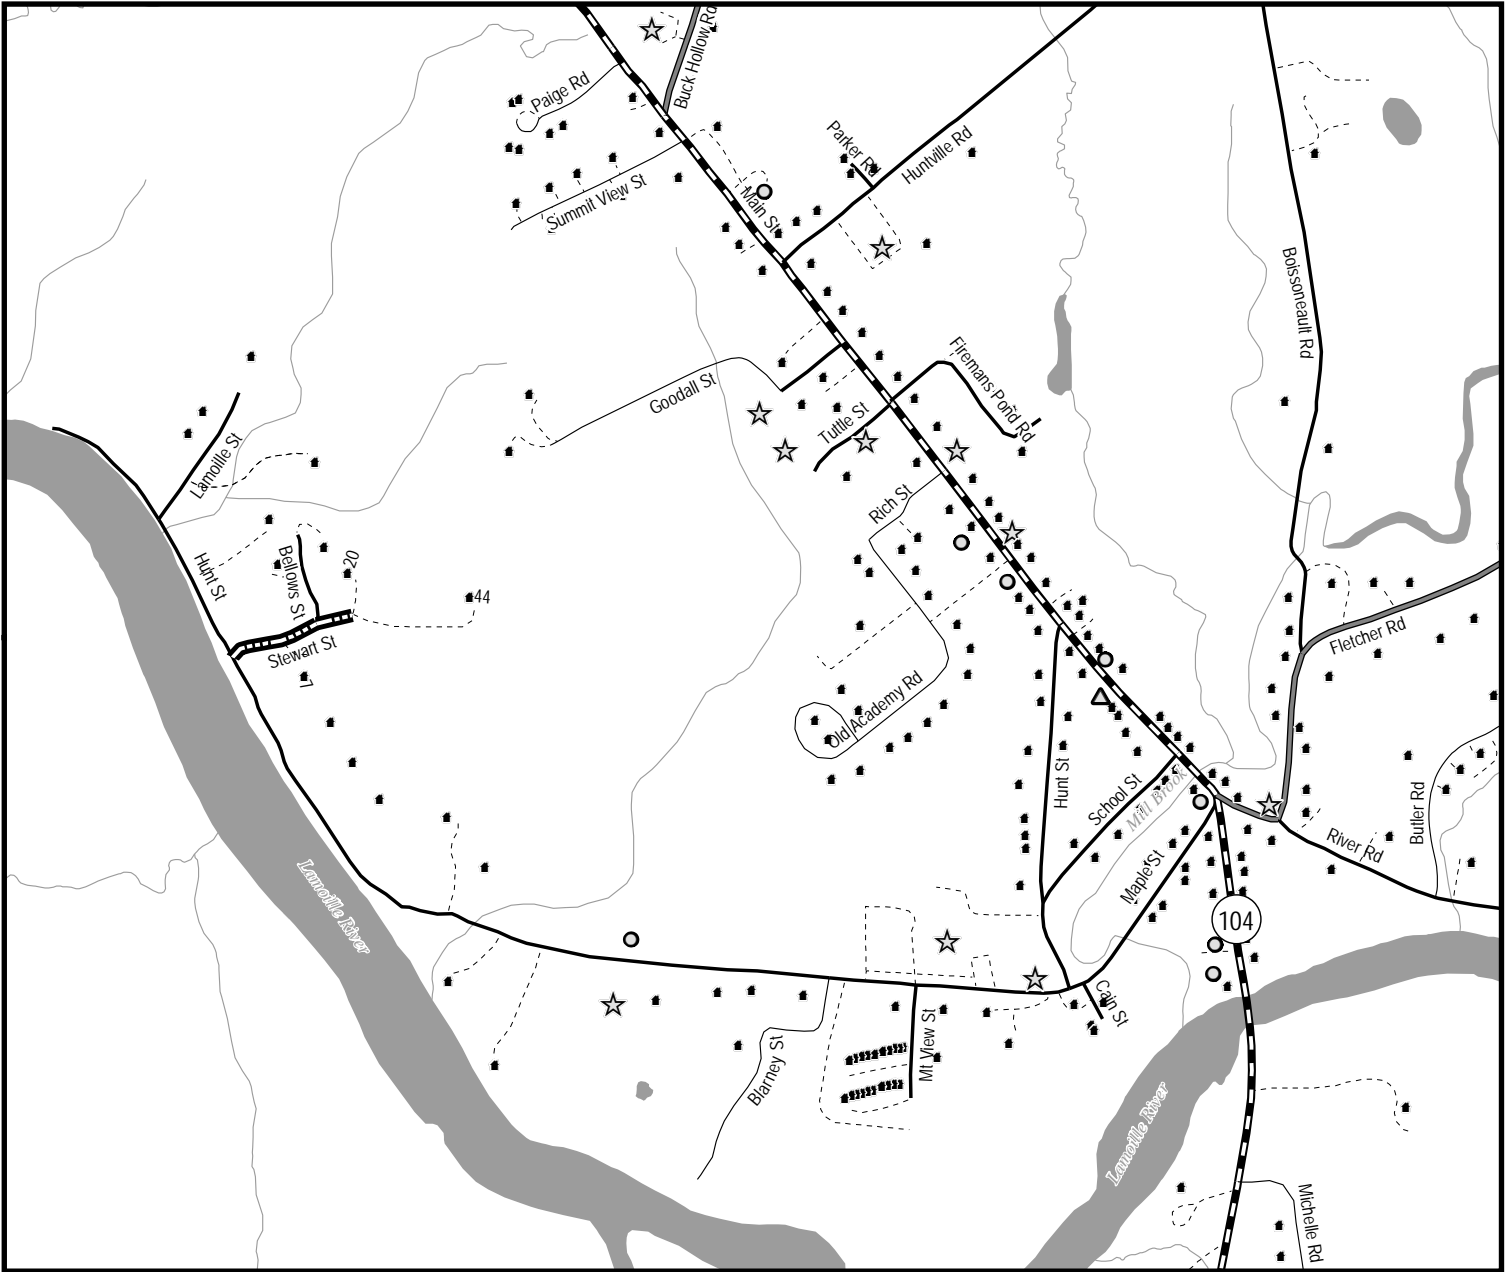 Buck Hollow Rd
Paige Rd
Parker Rd
Huntville Rd
Summit View St
Main St
Boissoneault Rd
Firemans Pond Rd
Goodall St
Tuttle St
Lamoille St
Rich St
Hunt St
Bellows St
20
44
Stewart St
7
Fletcher Rd
Old Academy Rd
Hunt St
School St
Mill Brook
Butler Rd
River Rd
Maple St
Lamoille River
104
Cain St
Mt View St
Blarney St
Lamoille River
Michelle Rd